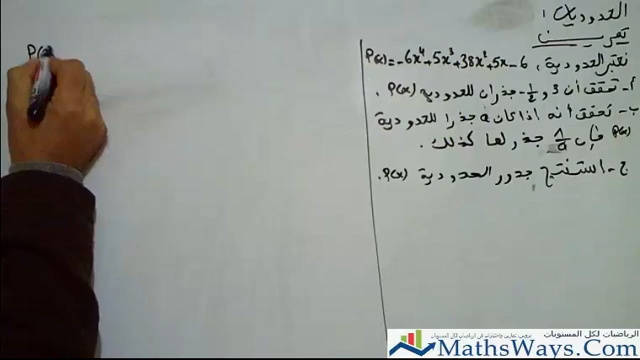 الحدوديات:
تمرين
نعتبر الحدودية، P(x)=-6x⁴+5x³+38x²+5x-6
أ- تحقق أن 3 و -1/2 جذران للحدودية P(x).
ب- تحقق أنه إذا كان a جذرا للحدودية
P(x) فإن 1/a جذر لها كذلك.
ج- استنتج جذور الحدودية P(x).
P(x
الرياضيات لكل المستويات
MathsWays.Com